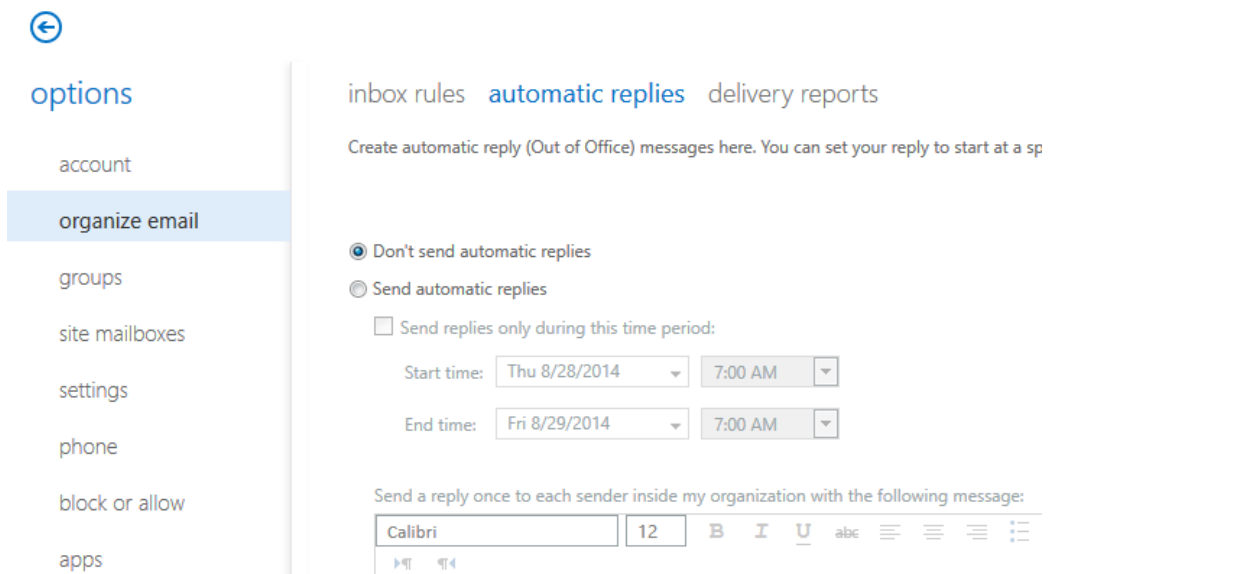 options
account
organize email
groups
site mailboxes
settings
phone
block or allow
apps
inbox rules automatic replies delivery reports
Create automatic reply (Out of Office) messages here. You can set your reply to start at a sp
Don't send automatic replies
Send automatic replies
Send replies only during this time period:
Start time: Thu 8/28/2014 7:00 AM
End time: Fri 8/29/2014 7:00 AM
Send a reply once to each sender inside my organization with the following message:
Calibri 12 B I U abc